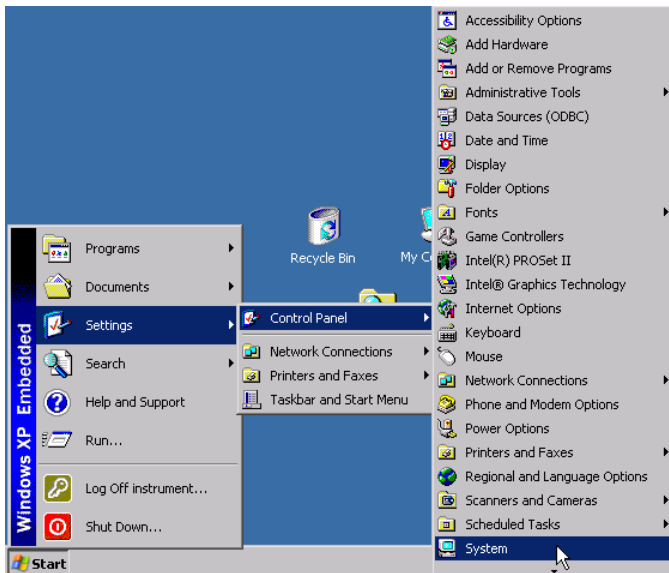 Recycle Bin
My
Windows XP Embedded
Programs
Documents
Settings
Search
Help and Support
Run...
Log Off instrument...
Shut Down...
Start
Control Panel
Network Connections
Printers and Faxes
Taskbar and Start Menu
Accessibility Options
Add Hardware
Add or Remove Programs
Administrative Tools
Data Sources (ODBC)
Date and Time
Display
Folder Options
Fonts
Game Controllers
Intel(R) PROSet II
Intel® Graphics Technology
Internet Options
Keyboard
Mouse
Network Connections
Phone and Modem Options
Power Options
Printers and Faxes
Regional and Language Options
Scanners and Cameras
Scheduled Tasks
System